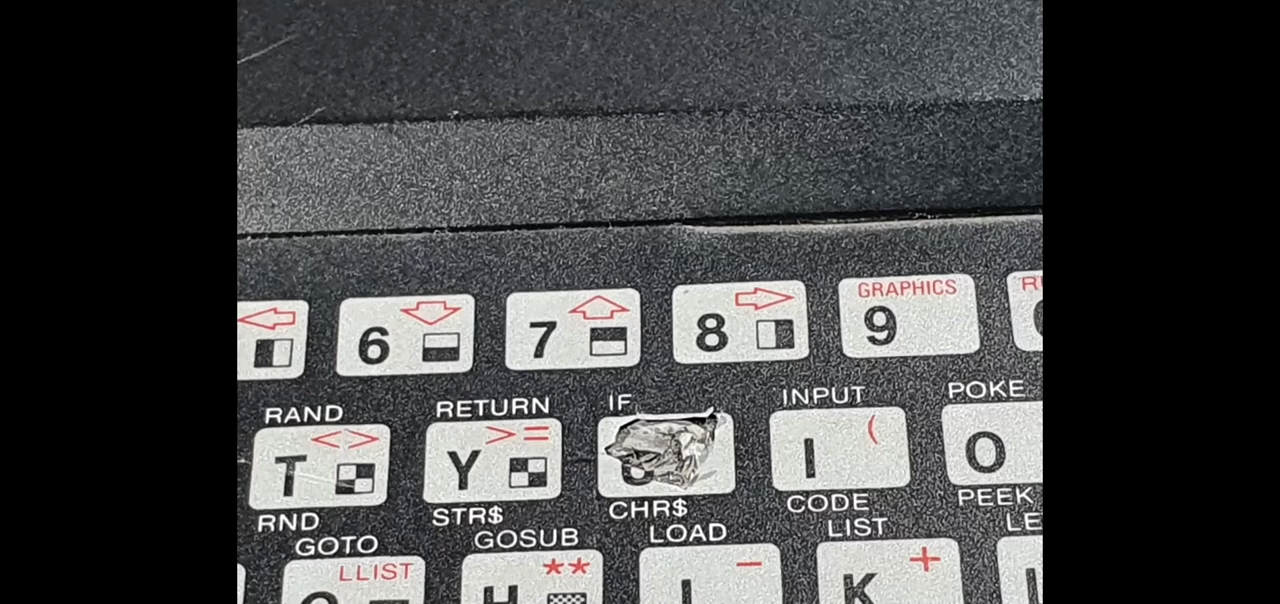 GRAPHICS
6 7 8 9
RAND RETURN IF INPUT POKE
<> >= (
T Y I O
RND STR$ CHR$ CODE PEEK
GOTO GOSUB LOAD LIST
LLIST ** - +
K